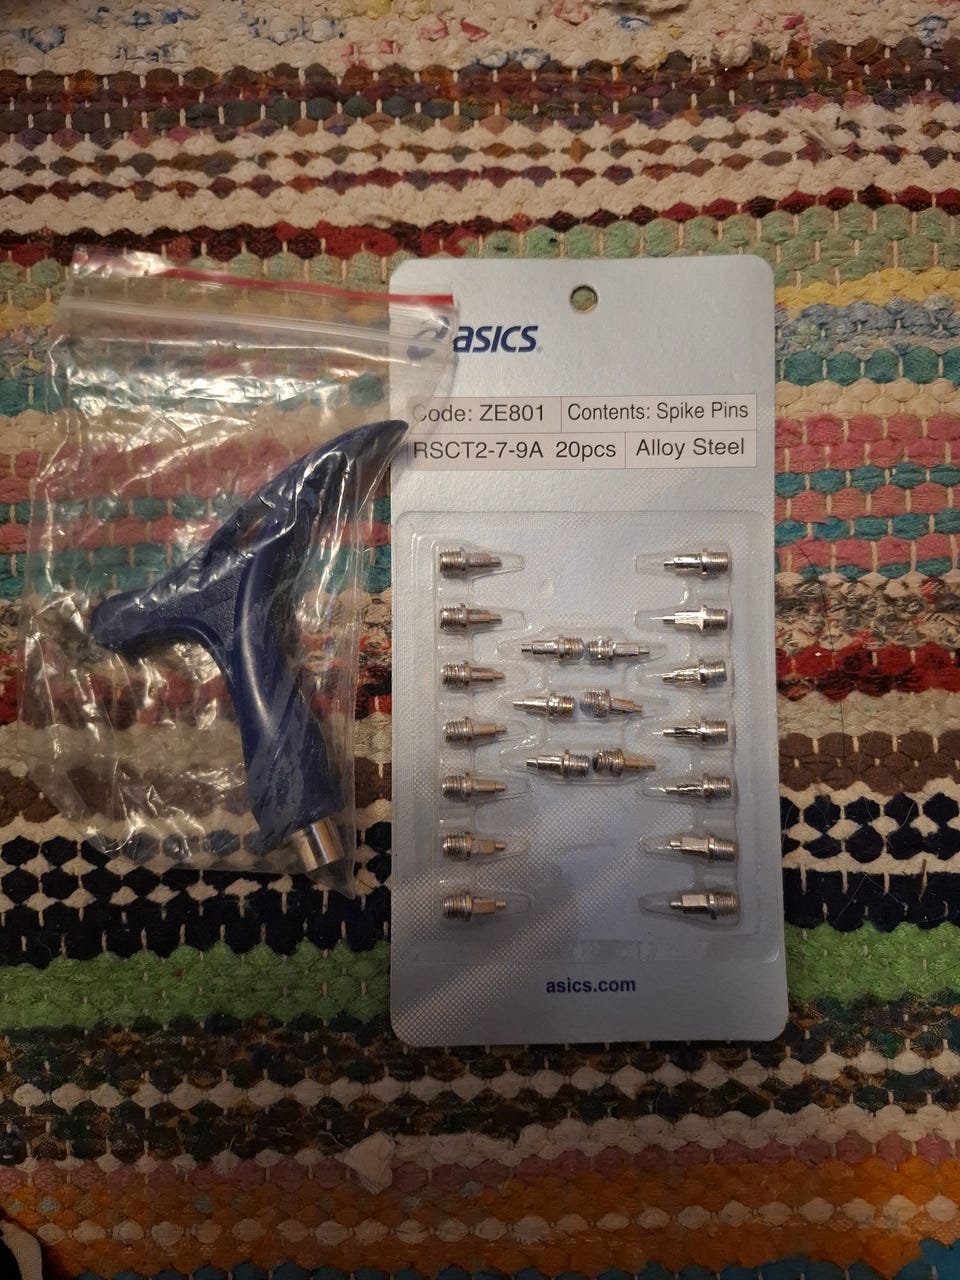 asics
Code: ZE801 Contents: Spike Pins
RSCT2-7-9A 20pcs Alloy Steel
asics.com